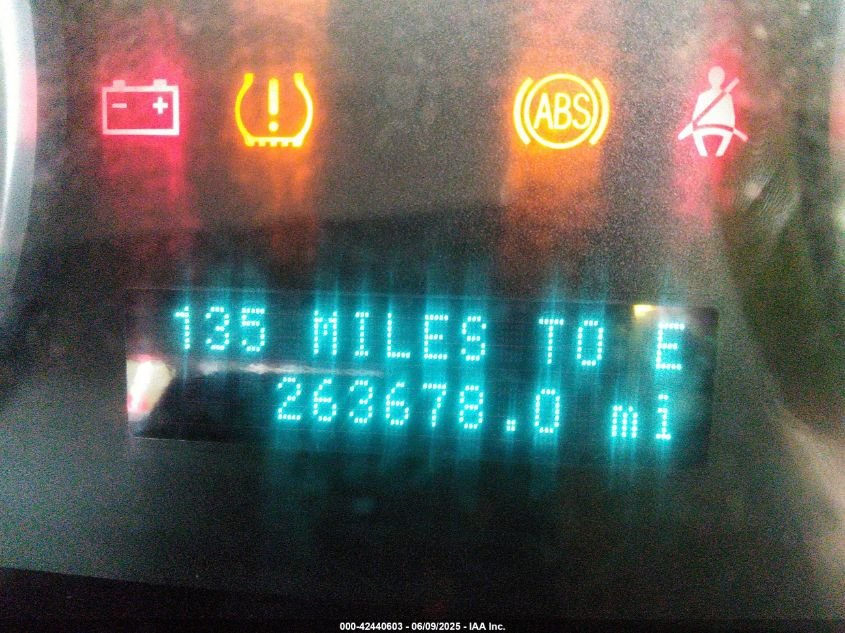 ABS
135 MILES TO E
263678.0 mi
000-42440603 - 06/09/2025 - IAA Inc.